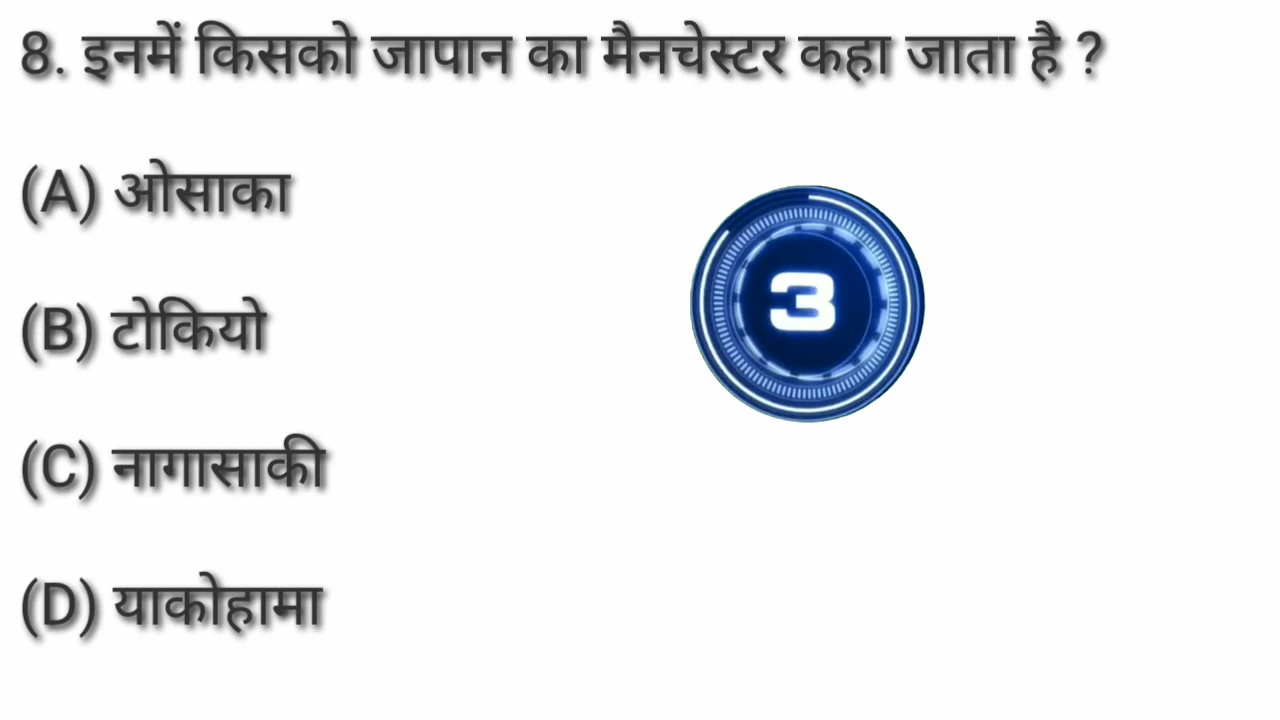 8. इनमें किसको जापान का मैनचेस्टर कहा जाता है ?
(A) ओसाका
(B) टोकियो
3
(C) नागासाकी
(D) याकोहामा